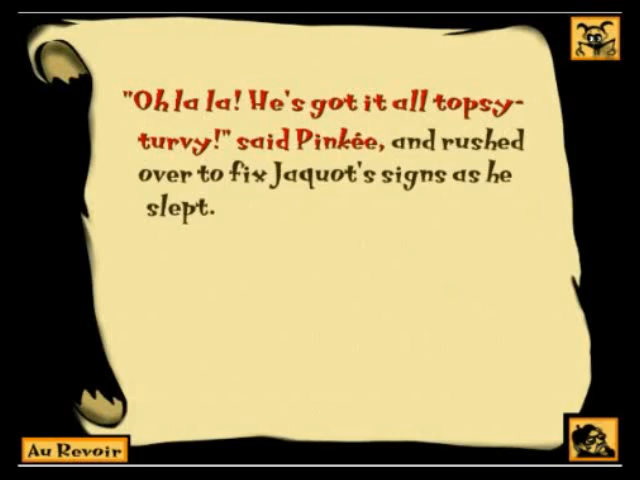 "Oh la la! He's got it all topsy-
turvy!" said Pinkée, and rushed
over to fix Jaquot's signs as he
slept.
Au Revoir